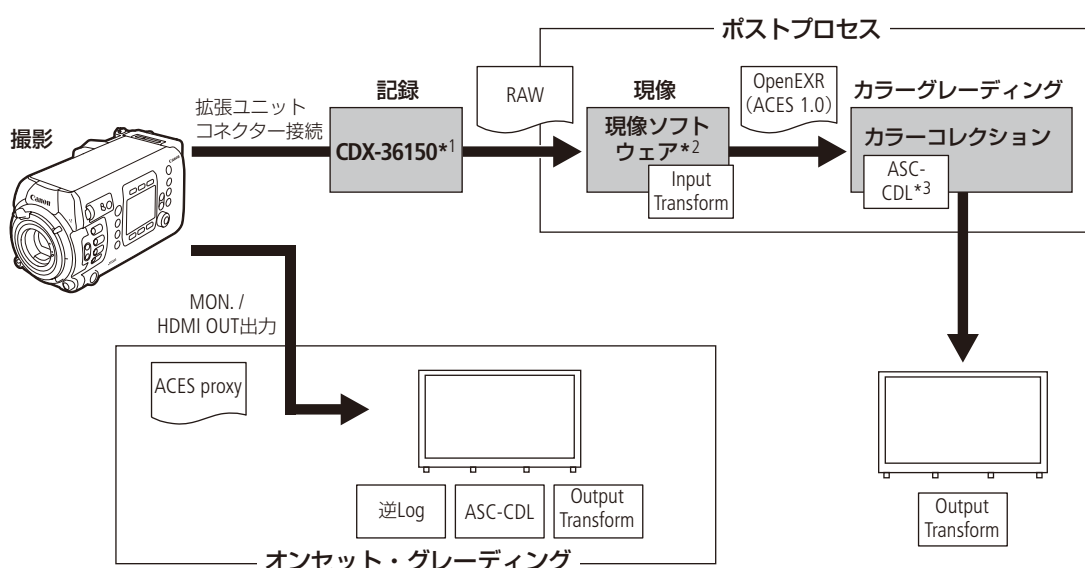 ポストプロセス
撮影
Canon
拡張ユニット
コネクター接続
記録
CDX-36150*1
RAW
現像
現像ソフト
ウェア*2
Input
Transform
OpenEXR
(ACES 1.0)
カラーグレーディング
カラーコレクション
ASC-
CDL*3
MON. /
HDMI OUT出力
ACES proxy
逆Log
ASC-CDL
Output
Transform
オンセット・グレーディング
Output
Transform